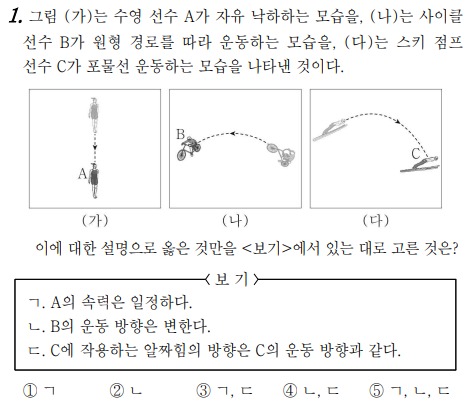 1. 그림 (가)는 수영 선수 A가 자유 낙하하는 모습을, (나)는 사이클
선수 B가 원형 경로를 따라 운동하는 모습을, (다)는 스키 점프
선수 C가 포물선 운동하는 모습을 나타낸 것이다.
A
B
C
(가) (나) (다)
이에 대한 설명으로 옳은 것만을 <보기>에서 있는 대로 고른 것은?
<보 기>
ㄱ. A의 속력은 일정하다.
ㄴ. B의 운동 방향은 변한다.
ㄷ. C에 작용하는 알짜힘의 방향은 C의 운동 방향과 같다.
① ㄱ ② ㄴ ③ ㄱ, ㄷ ④ ㄴ, ㄷ ⑤ ㄱ, ㄴ, ㄷ